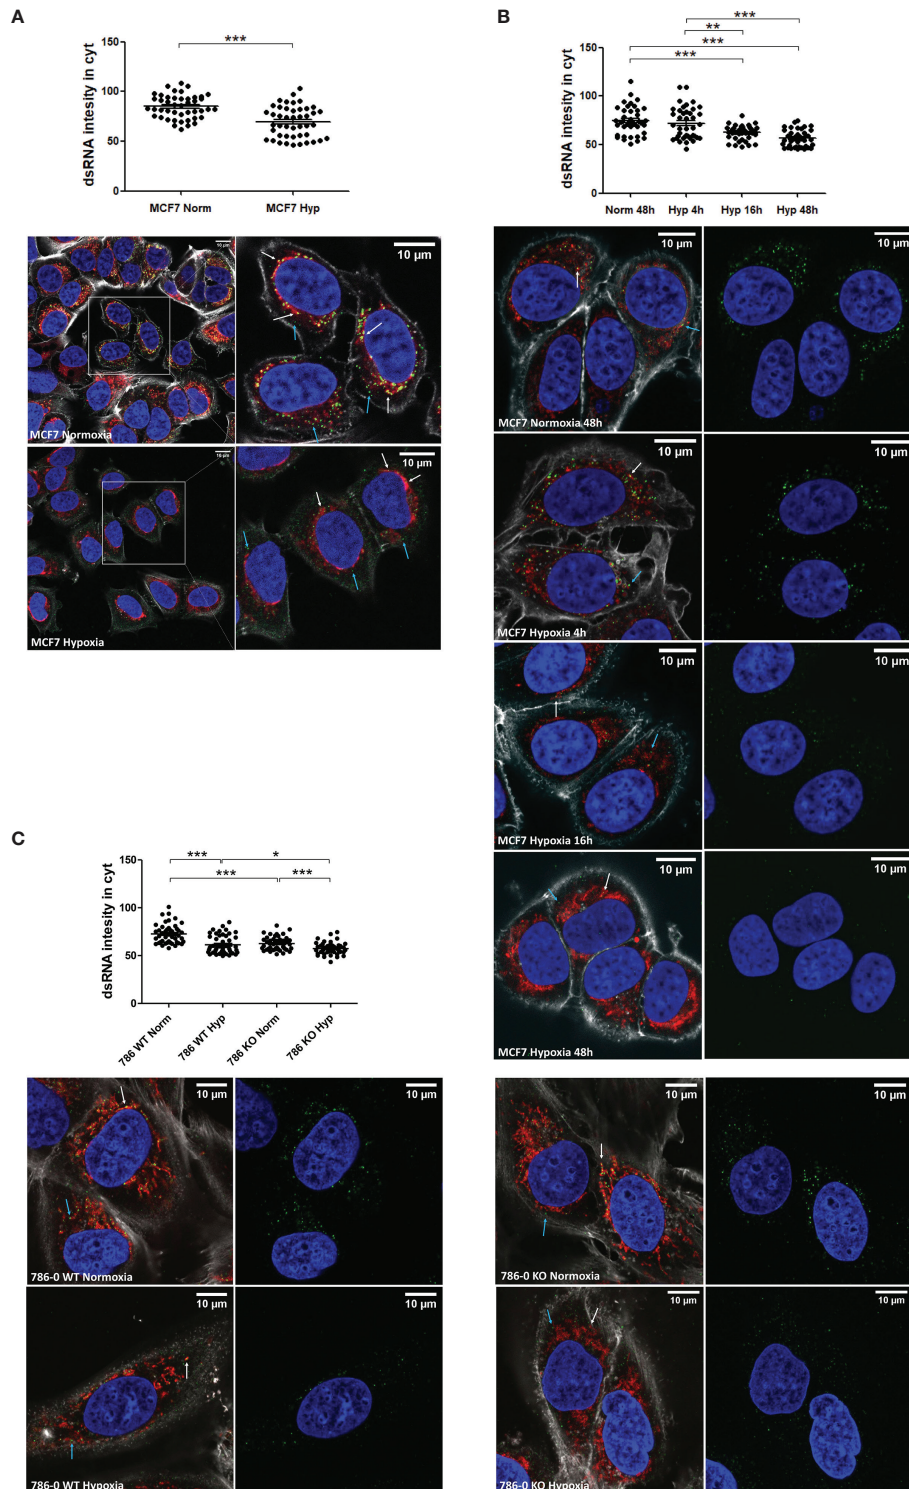 A
***
dsRNA intesity in cyt
150
100
50
0
MCF7 Norm
MCF7 Hyp
10 µm
10 µm
MCF7 Normoxia
10 µm
10 µm
MCF7 Hypoxia
B
***
**
***
***
dsRNA intesity in cyt
150
100
50
0
Norm 48h
Hyp 4h
Hyp 16h
Hyp 48h
10 µm
10 µm
MCF7 Normoxia 48h
10 µm
10 µm
MCF7 Hypoxia 4h
10 µm
10 µm
MCF7 Hypoxia 16h
10 µm
10 µm
MCF7 Hypoxia 48h
C
***
*
***
***
dsRNA intesity in cyt
150
100
50
0
786 WT Norm
786 WT Hyp
786 KO Norm
786 KO Hyp
10 µm
10 µm
786-0 WT Normoxia
10 µm
10 µm
786-0 WT Hypoxia
10 µm
10 µm
786-0 KO Normoxia
10 µm
10 µm
786-0 KO Hypoxia